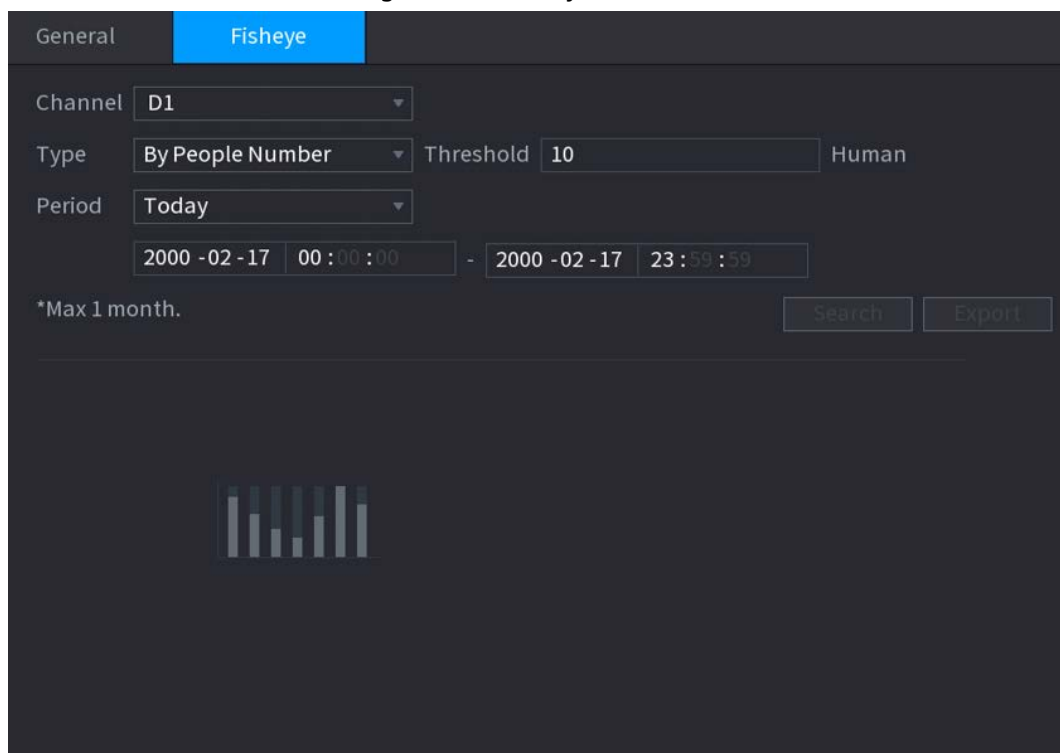 General Fisheye
Channel D1
Type By People Number Threshold 10 Human
Period Today
2000 -02 -17 00 :00 :00 - 2000 -02 -17 23 :59 :59
*Max 1 month. Search Export